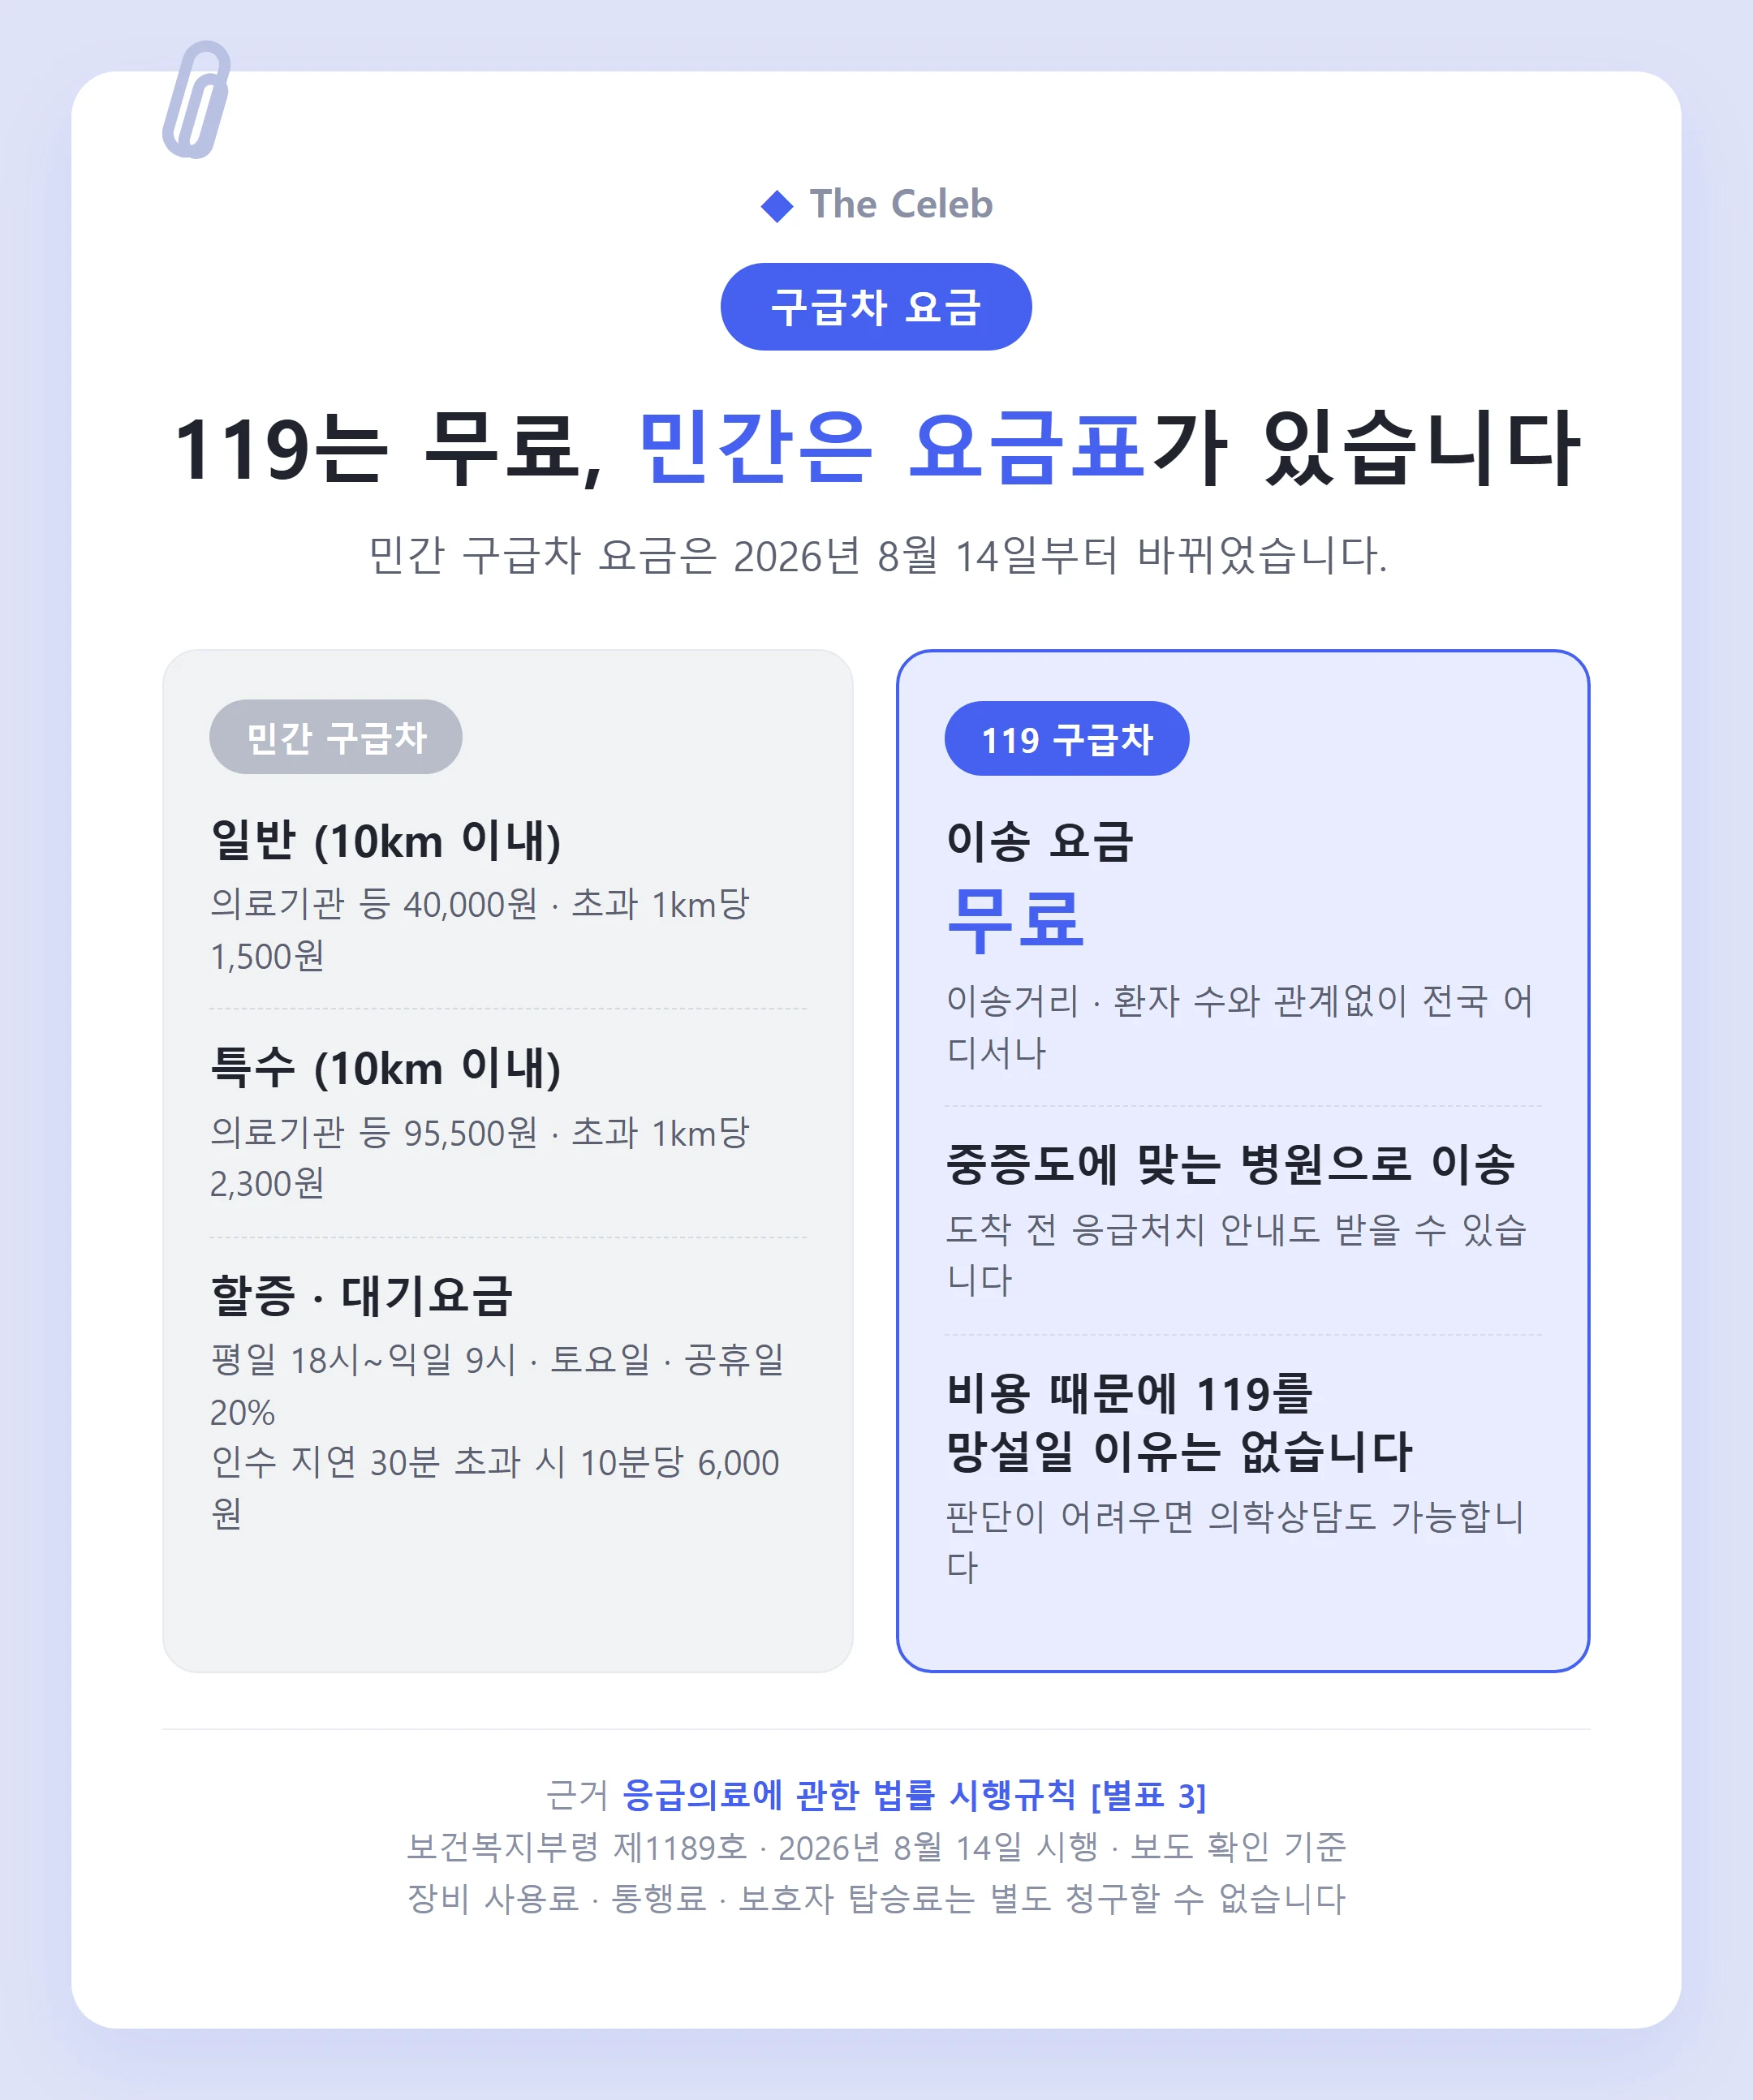 The Celeb
구급차 요금
119는 무료, 민간은 요금표가 있습니다
민간 구급차 요금은 2026년 8월 14일부터 바뀌었습니다.
민간 구급차
일반 (10km 이내)
의료기관 등 40,000원 · 초과 1km당
1,500원
특수 (10km 이내)
의료기관 등 95,500원 · 초과 1km당
2,300원
할증 · 대기요금
평일 18시~익일 9시 · 토요일 · 공휴일
20%
인수 지연 30분 초과 시 10분당 6,000
원
119 구급차
이송 요금
무료
이송거리 · 환자 수와 관계없이 전국 어
디서나
중증도에 맞는 병원으로 이송
도착 전 응급처치 안내도 받을 수 있습
니다
비용 때문에 119를
망설일 이유는 없습니다
판단이 어려우면 의학상담도 가능합니
다
근거 응급의료에 관한 법률 시행규칙 [별표 3]
보건복지부령 제1189호 · 2026년 8월 14일 시행 · 보도 확인 기준
장비 사용료 · 통행료 · 보호자 탑승료는 별도 청구할 수 없습니다